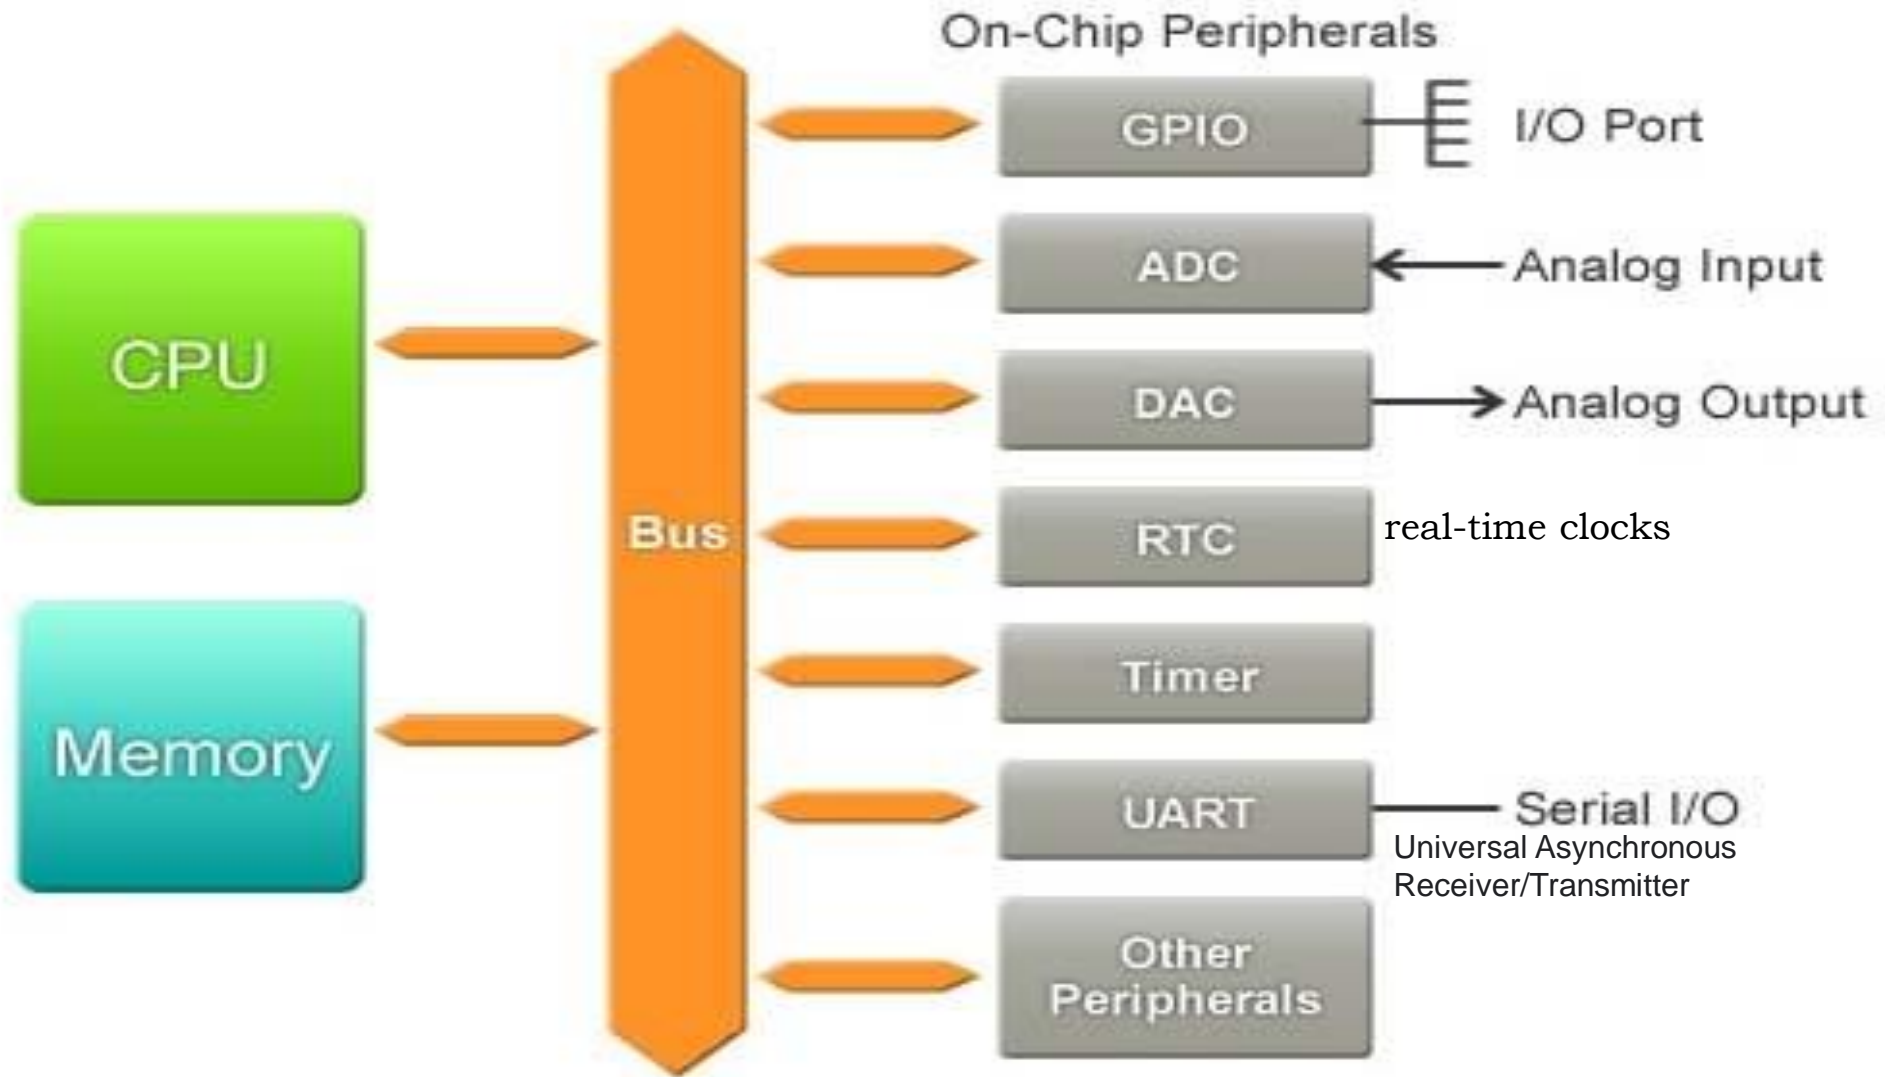 On-Chip Peripherals
GPIO
I/O Port
ADC
Analog Input
CPU
DAC
Analog Output
Bus
RTC
real-time clocks
Timer
Memory
UART
Serial I/O
Universal Asynchronous
Receiver/Transmitter
Other
Peripherals